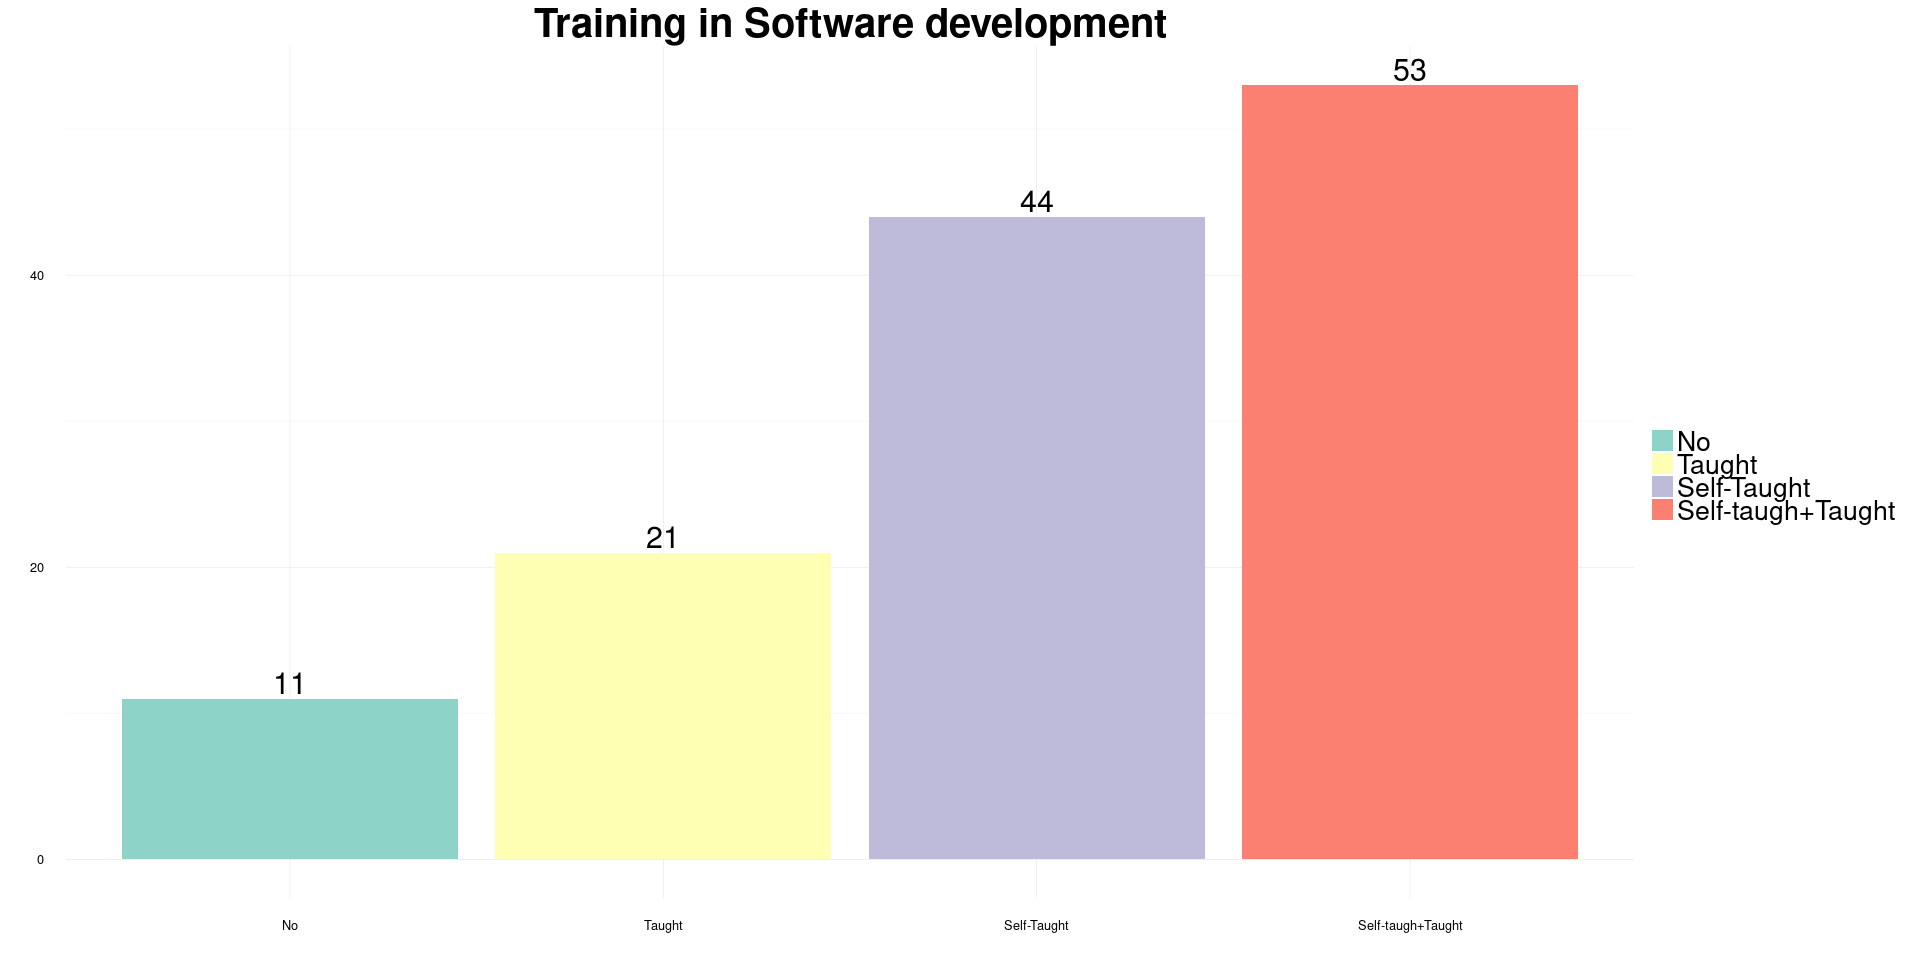 Training in Software development
53
44
40
21
20
11
0
No
Taught
Self-Taught
Self-taugh+Taught
No
Taught
Self-Taught
Self-taugh+Taught